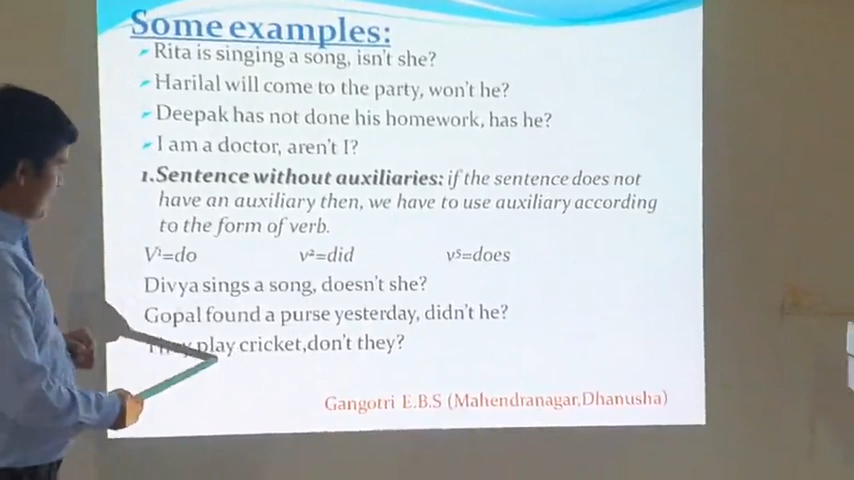 Some examples:
Rita is singing a song, isn't she?
Harilal will come to the party, won't he?
Deepak has not done his homework, has he?
I am a doctor, aren't I?
1.Sentence without auxiliaries: if the sentence does not
have an auxiliary then, we have to use auxiliary according
to the form of verb.
V¹=do v²=did v⁵=does
Divya sings a song, doesn't she?
Gopal found a purse yesterday, didn't he?
They play cricket,don't they?
Gangotri E.B.S (Mahendranagar,Dhanusha)